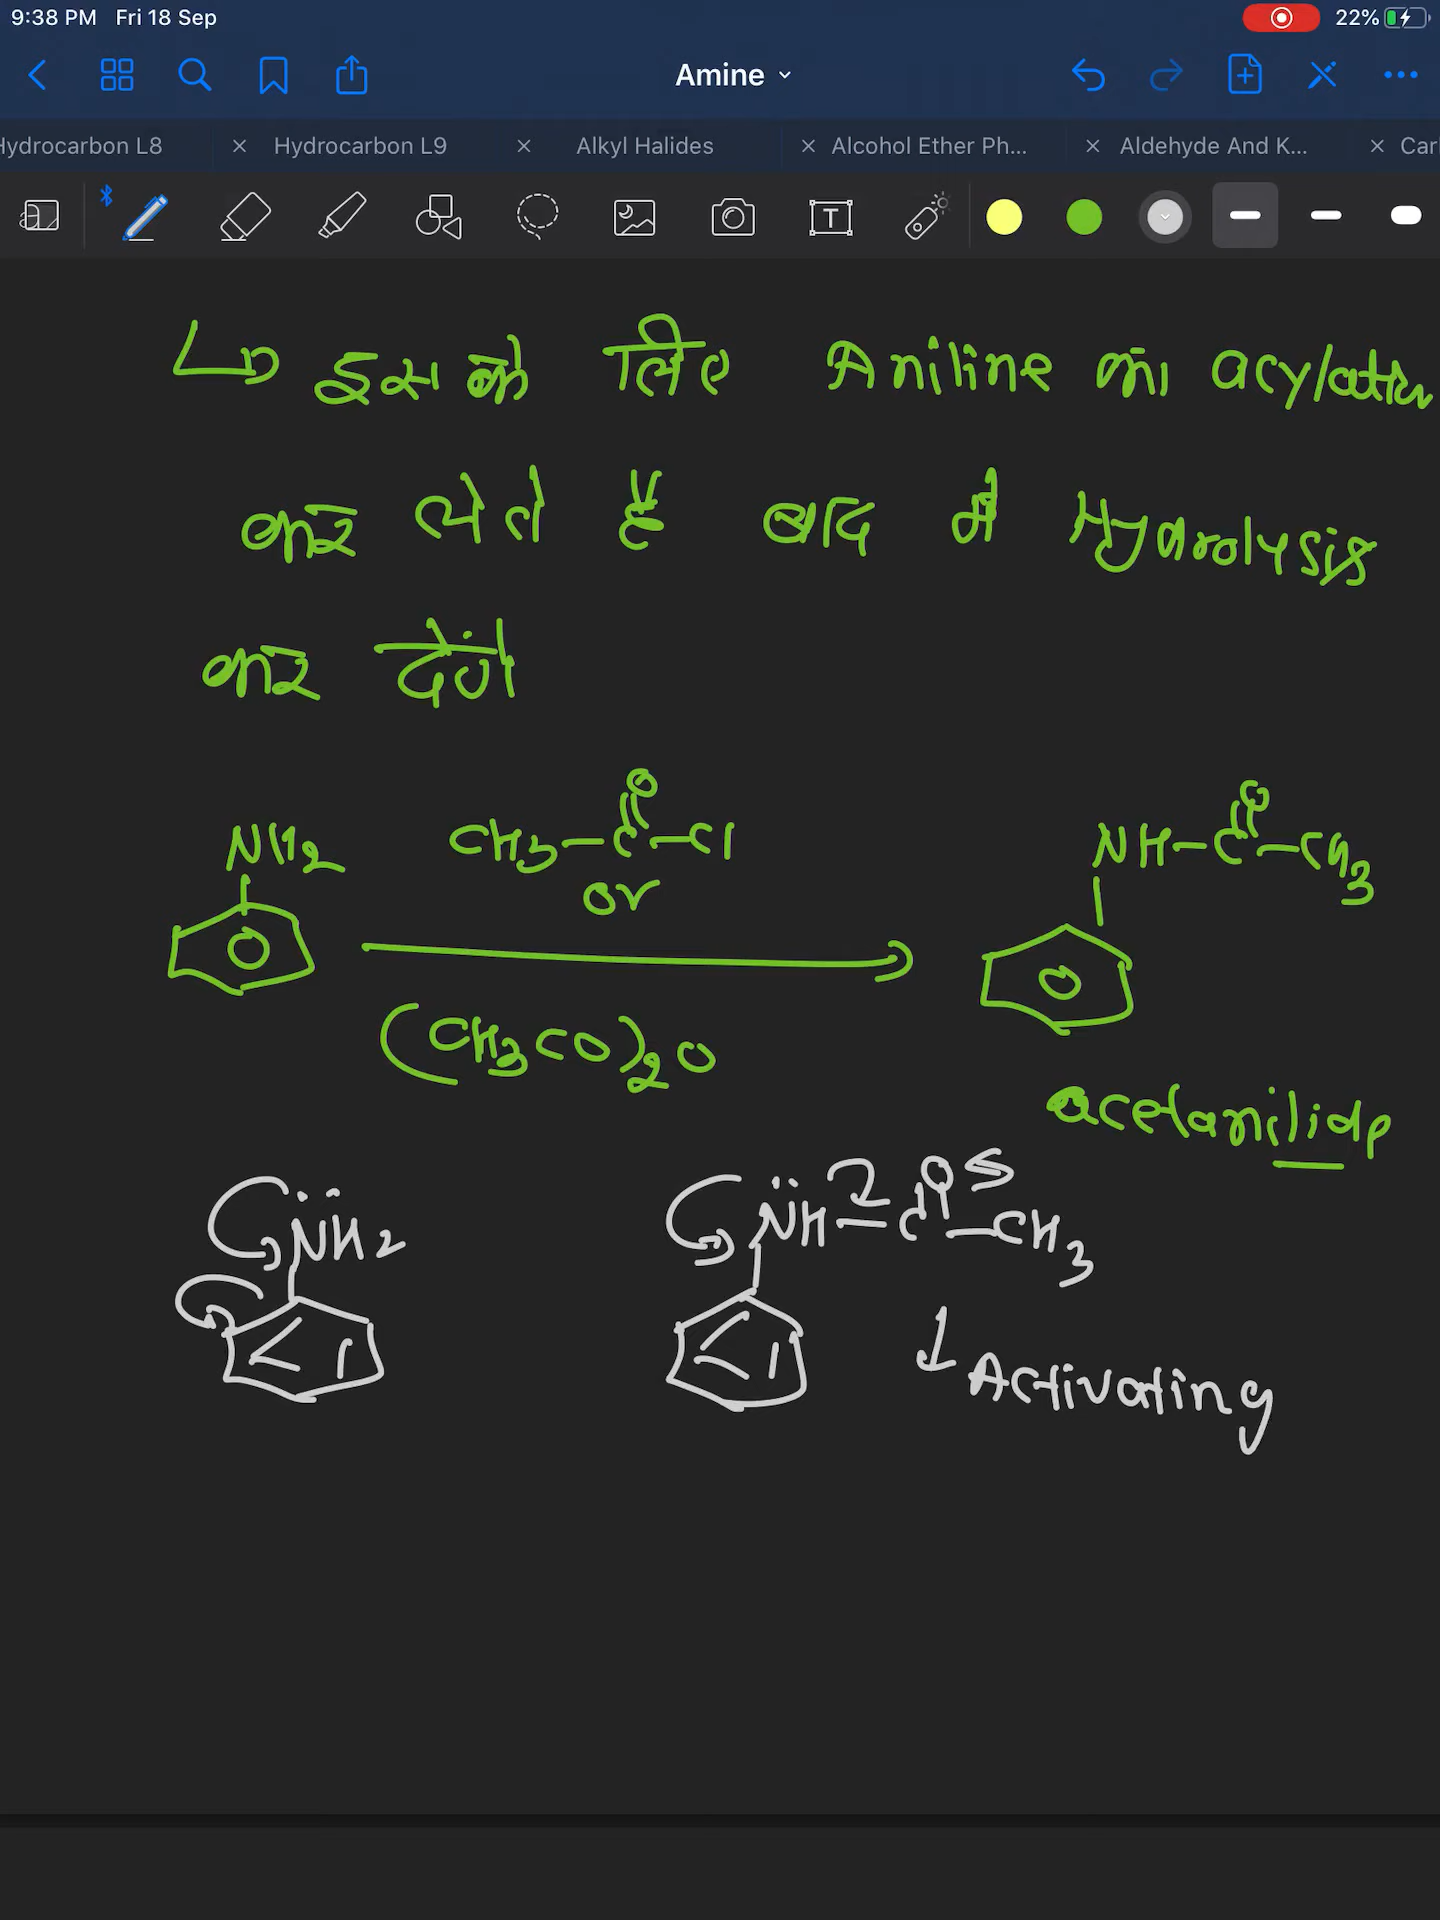 9:38 PM Fri 18 Sep 22%
Amine
Hydrocarbon L8 Hydrocarbon L9 Alkyl Halides Alcohol Ether Ph... Aldehyde And K... Car
T
इसके लिए Aniline का acylation
कर लेते हैं बाद में Hydrolysis
कर देंगे
NH2 CH3-C-Cl NH-C-CH3
O O
or
(CH3CO)2O
acetanilide
NH2 NH-C-CH3
O
↓ Activating